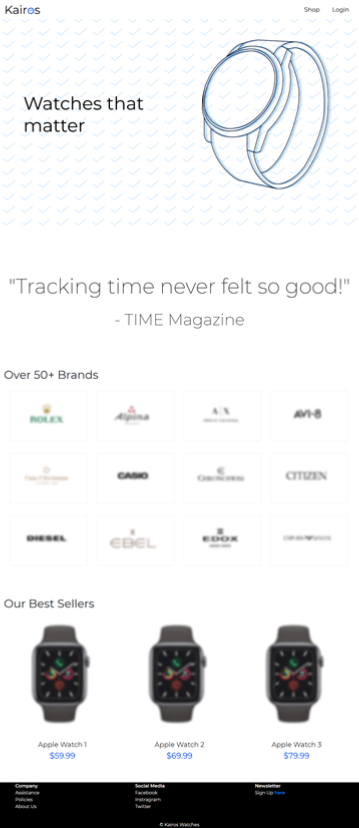 Kairos
Shop Login
Watches that
matter
"Tracking time never felt so good!"
- TIME Magazine
Over 50+ Brands
ROLEX
Alpina
A|X
AVI-8
CASIO
CITIZEN
DIESEL
EBEL
EDOX
Our Best Sellers
Apple Watch 1
$59.99
Apple Watch 2
$69.99
Apple Watch 3
$79.99
Company
Assistance
Policies
About Us
Social Media
Facebook
Instagram
Twitter
Newsletter
Sign Up here
© Kairos Watches